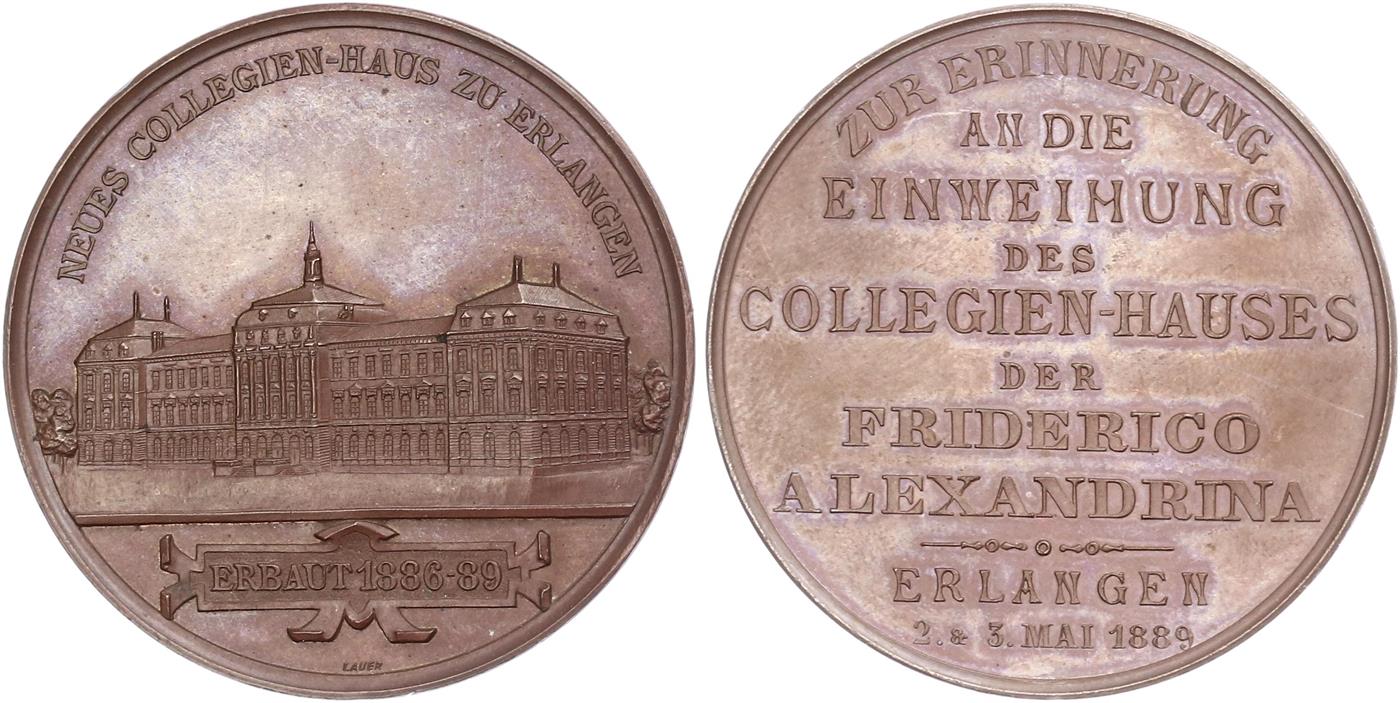 NEUES COLLEGIEN-HAUS ZU ERLANGEN
ERBAUT 1886-89
LAUER
ZUR ERINNERUNG
AN DIE
EINWEIHUNG
DES
COLLEGIEN-HAUSES
DER
FRIDERICO
ALEXANDRINA
ERLANGEN
2. & 3. MAI 1889